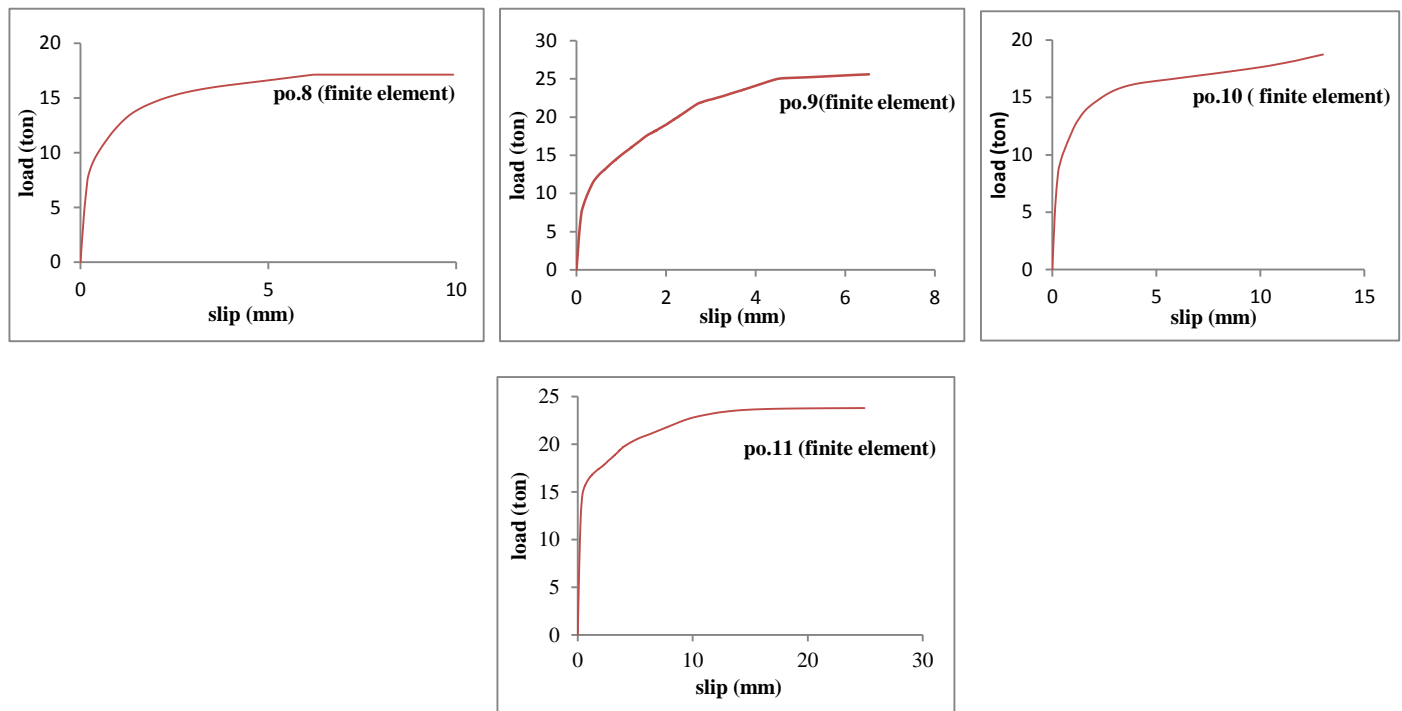 20
15
10
5
0
load (ton)
po.8 (finite element)
0 5 10
slip (mm)
30
25
20
15
10
5
0
load (ton)
po.9(finite element)
0 2 4 6 8
slip (mm)
20
15
10
5
0
load (ton)
po.10 ( finite element)
0 5 10 15
slip (mm)
25
20
15
10
5
0
load (ton)
po.11 (finite element)
0 10 20 30
slip (mm)